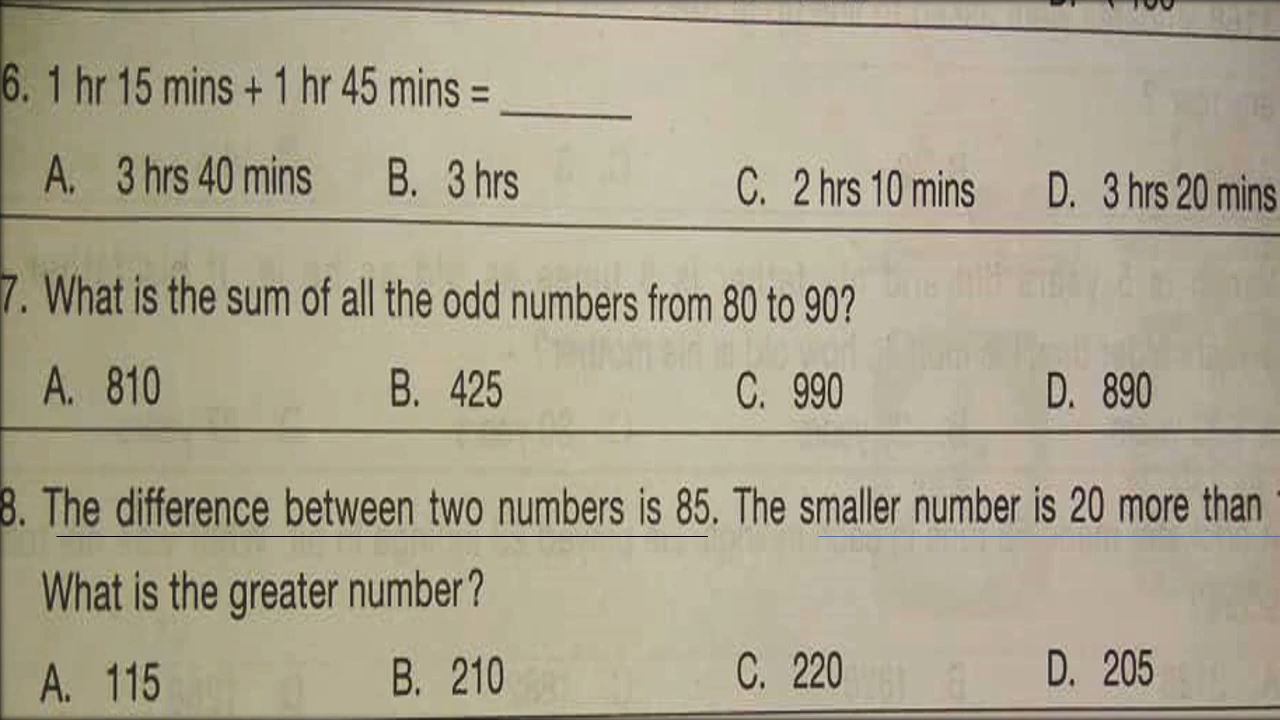 6. 1 hr 15 mins + 1 hr 45 mins = ______
A. 3 hrs 40 mins B. 3 hrs C. 2 hrs 10 mins D. 3 hrs 20 mins
7. What is the sum of all the odd numbers from 80 to 90?
A. 810 B. 425 C. 990 D. 890
8. The difference between two numbers is 85. The smaller number is 20 more than
What is the greater number?
A. 115 B. 210 C. 220 D. 205